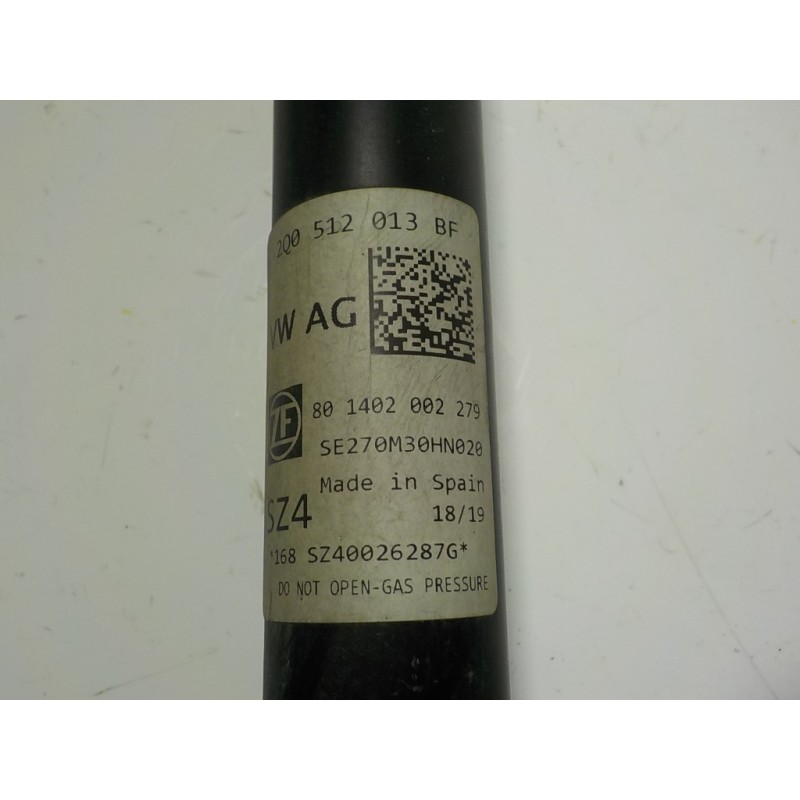 2Q0 512 013 BF
VW AG
ZF
80 1402 002 279
SE270M30HN020
Made in Spain
SZ4
18/19
*168 SZ40026287G*
DO NOT OPEN-GAS PRESSURE